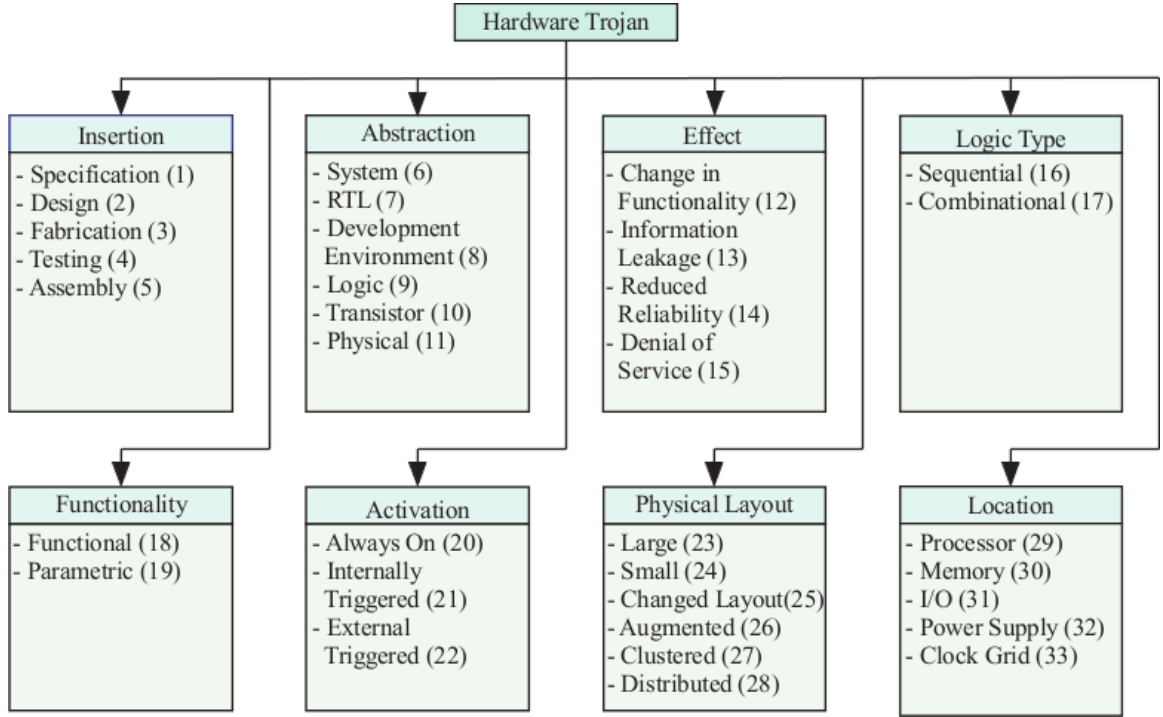 Hardware Trojan
Insertion
- Specification (1)
- Design (2)
- Fabrication (3)
- Testing (4)
- Assembly (5)
Abstraction
- System (6)
- RTL (7)
- Development
Environment (8)
- Logic (9)
- Transistor (10)
- Physical (11)
Effect
- Change in
Functionality (12)
- Information
Leakage (13)
- Reduced
Reliability (14)
- Denial of
Service (15)
Logic Type
- Sequential (16)
- Combinational (17)
Functionality
- Functional (18)
- Parametric (19)
Activation
- Always On (20)
- Internally
Triggered (21)
- External
Triggered (22)
Physical Layout
- Large (23)
- Small (24)
- Changed Layout(25)
- Augmented (26)
- Clustered (27)
- Distributed (28)
Location
- Processor (29)
- Memory (30)
- I/O (31)
- Power Supply (32)
- Clock Grid (33)